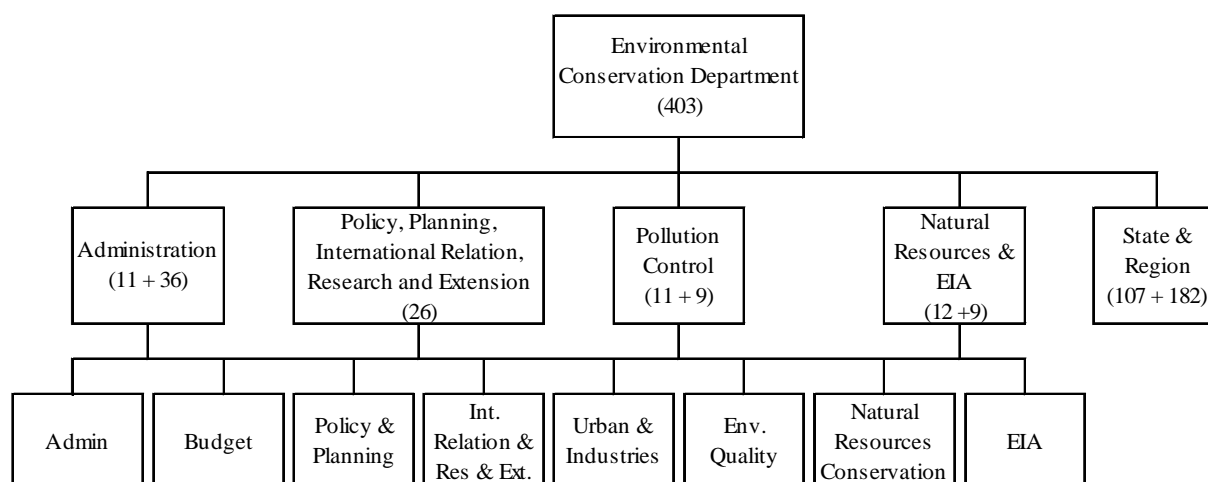 Environmental
Conservation Department
(403)
Administration
(11 + 36)
Policy, Planning,
International Relation,
Research and Extension
(26)
Pollution
Control
(11 + 9)
Natural
Resources &
EIA
(12 +9)
State &
Region
(107 + 182)
Admin
Budget
Policy &
Planning
Int.
Relation &
Res & Ext.
Urban &
Industries
Env.
Quality
Natural
Resources
Conservation
EIA